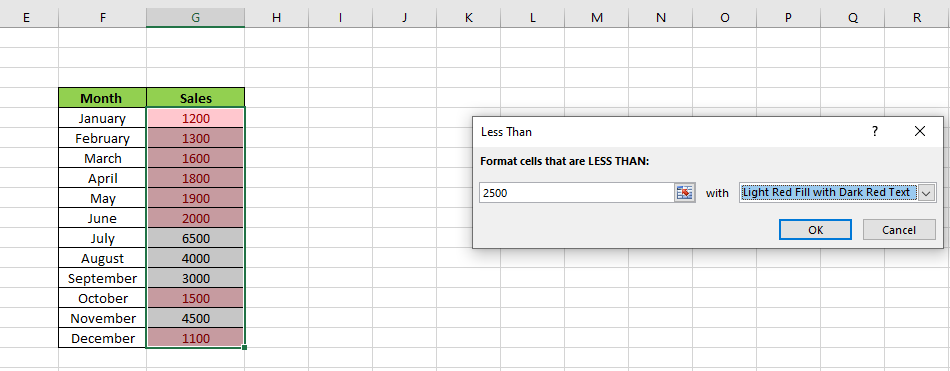 E F G H I J K L M N O P Q R
Month Sales
January 1200
February 1300
March 1600
April 1800
May 1900
June 2000
July 6500
August 4000
September 3000
October 1500
November 4500
December 1100
Less Than ? ×
Format cells that are LESS THAN:
2500 with Light Red Fill with Dark Red Text
OK Cancel